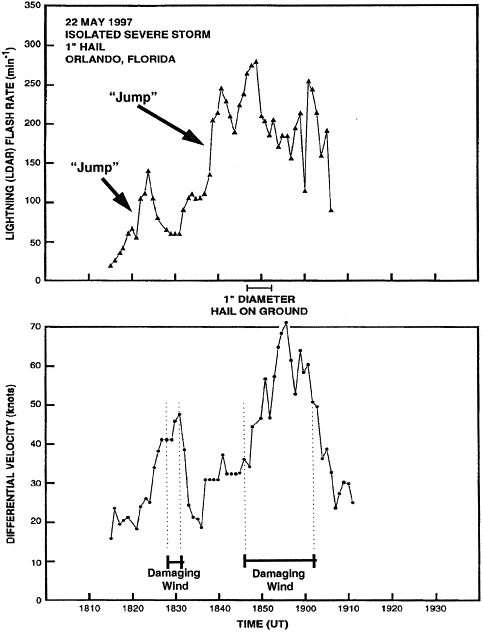 22 MAY 1997
ISOLATED SEVERE STORM
1" HAIL
ORLANDO, FLORIDA
LIGHTNING (LDAR) FLASH RATE (min-1)
350
300
250
200
150
100
50
0
"Jump"
"Jump"
1" DIAMETER
HAIL ON GROUND
DIFFERENTIAL VELOCITY (knots)
70
60
50
40
30
20
10
0
Damaging
Wind
Damaging
Wind
1810 1820 1830 1840 1850 1900 1910 1920 1930
TIME (UT)